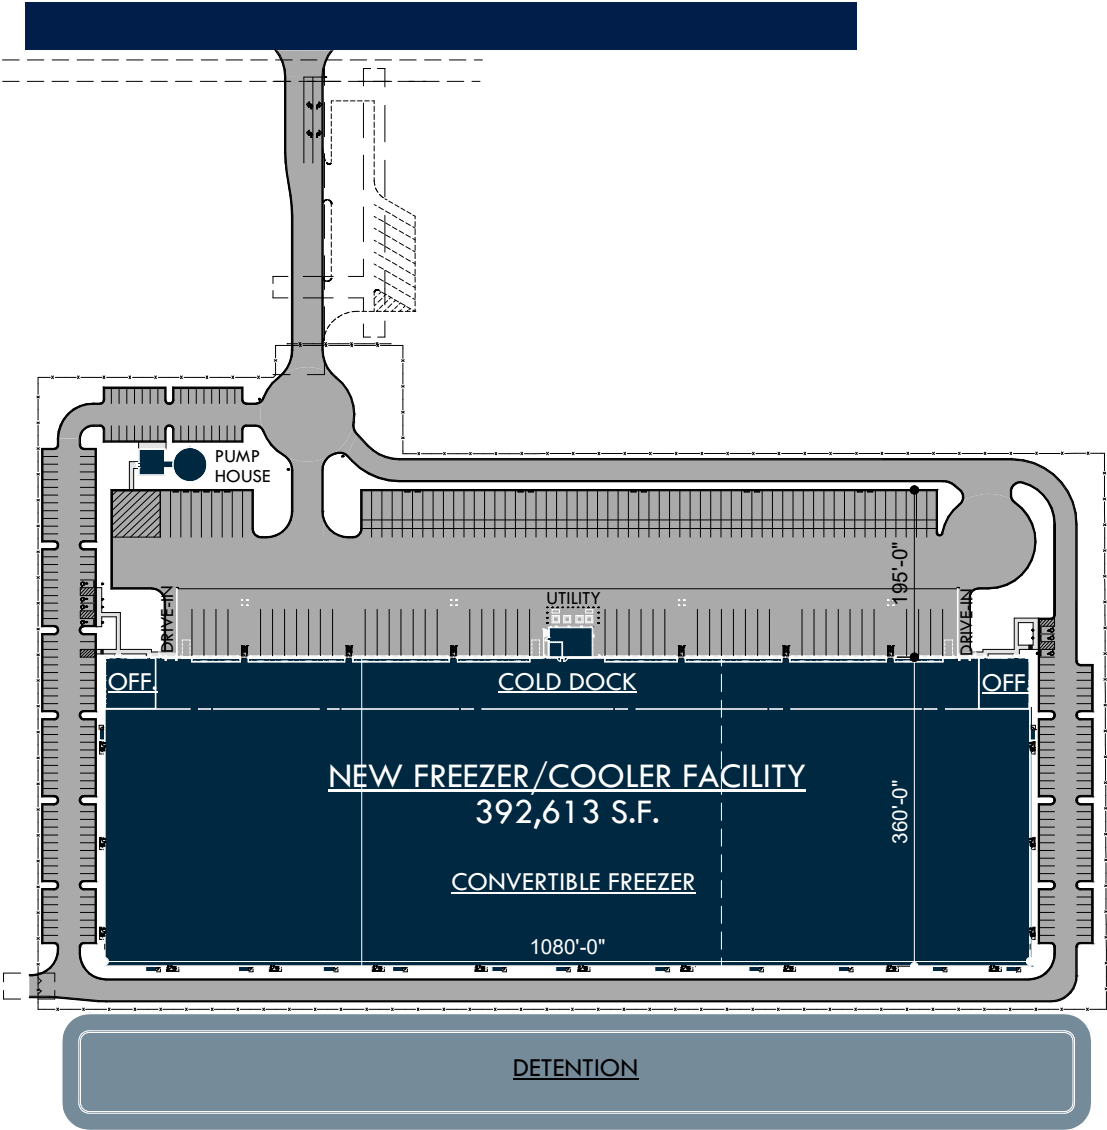 PUMP
HOUSE
195'-0"
UTILITY
DRIVE-IN
DRIVE-IN
OFF.
COLD DOCK
OFF.
NEW FREEZER/COOLER FACILITY
392,613 S.F.
360'-0"
CONVERTIBLE FREEZER
1080'-0"
DETENTION